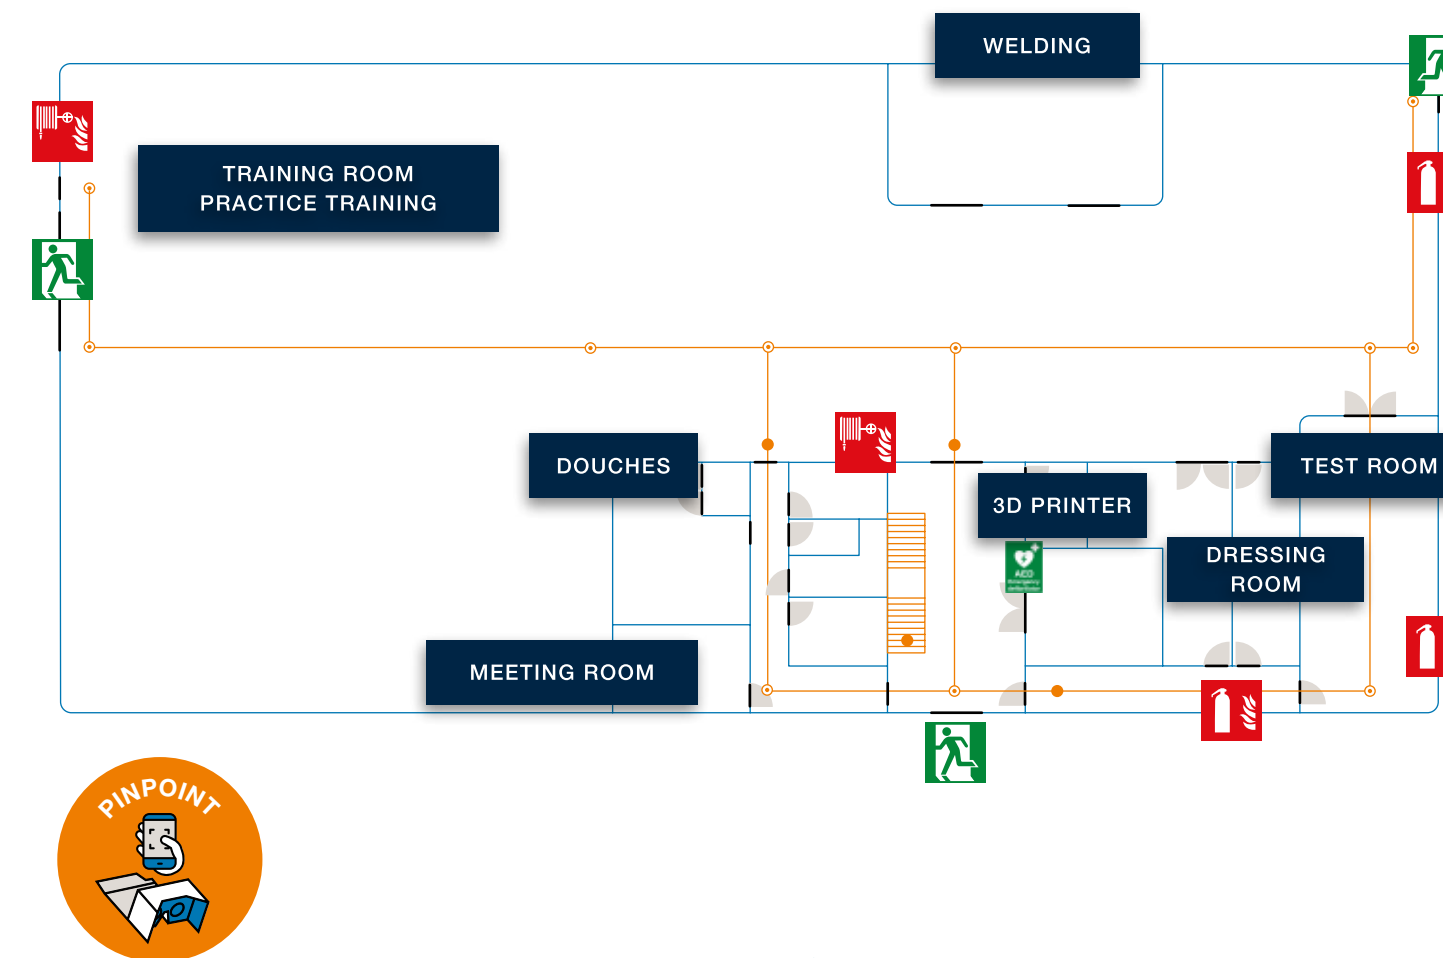 WELDING
TRAINING ROOM
PRACTICE TRAINING
DOUCHES
TEST ROOM
3D PRINTER
AED
DRESSING
ROOM
MEETING ROOM
PINPOINT